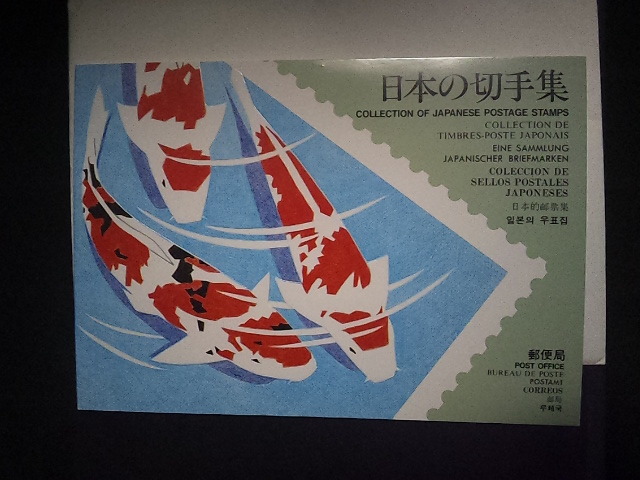 日本の切手集
COLLECTION OF JAPANESE POSTAGE STAMPS
COLLECTION DE
TIMBRES-POSTE JAPONAIS
EINE SAMMLUNG
JAPANISCHER BRIEFMARKEN
COLECCION DE
SELLOS POSTALES
JAPONESES
日本的郵票集
일본의 우표집
郵便局
POST OFFICE
BUREAU DE POSTE
POSTAMT
CORREOS
郵局
우체국